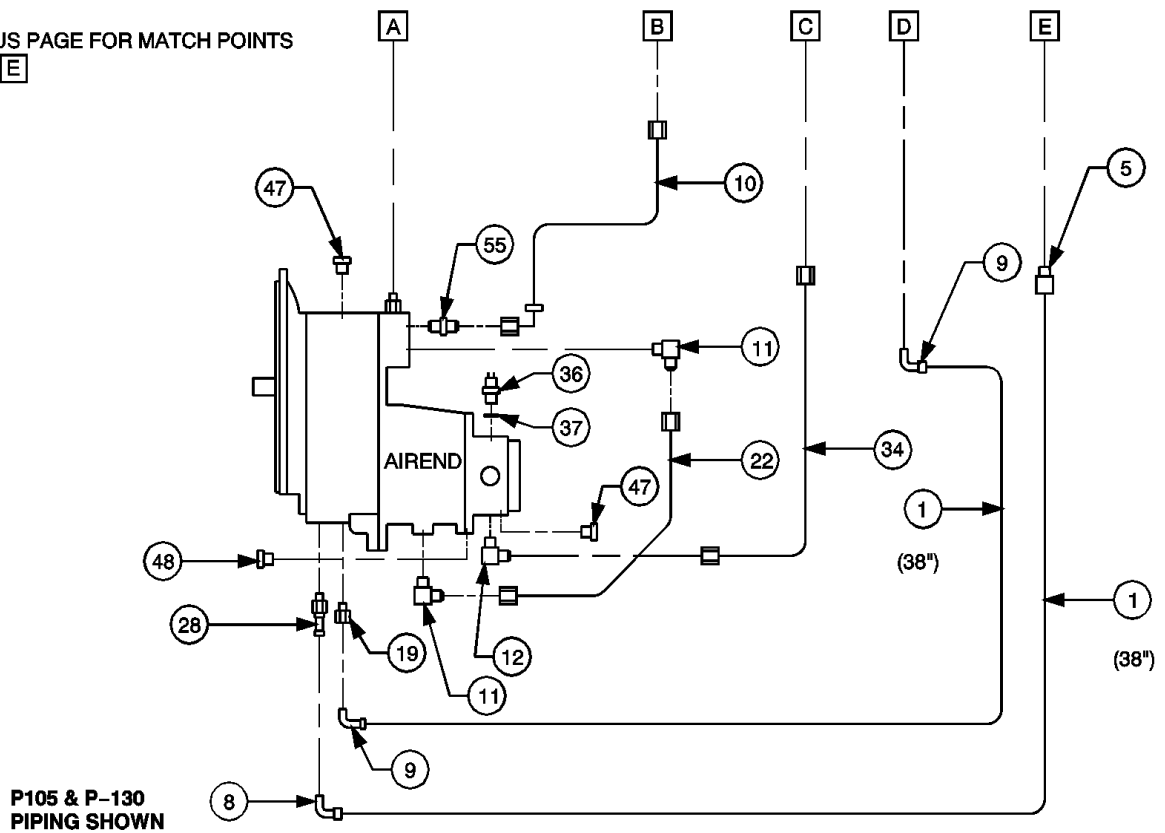 US PAGE FOR MATCH POINTS
E
A
B
C
D
E
47
10
5
55
9
11
36
37
AIREND
22
34
47
1
(38")
48
1
(38")
28
19
12
11
9
8
P105 & P–130
PIPING SHOWN